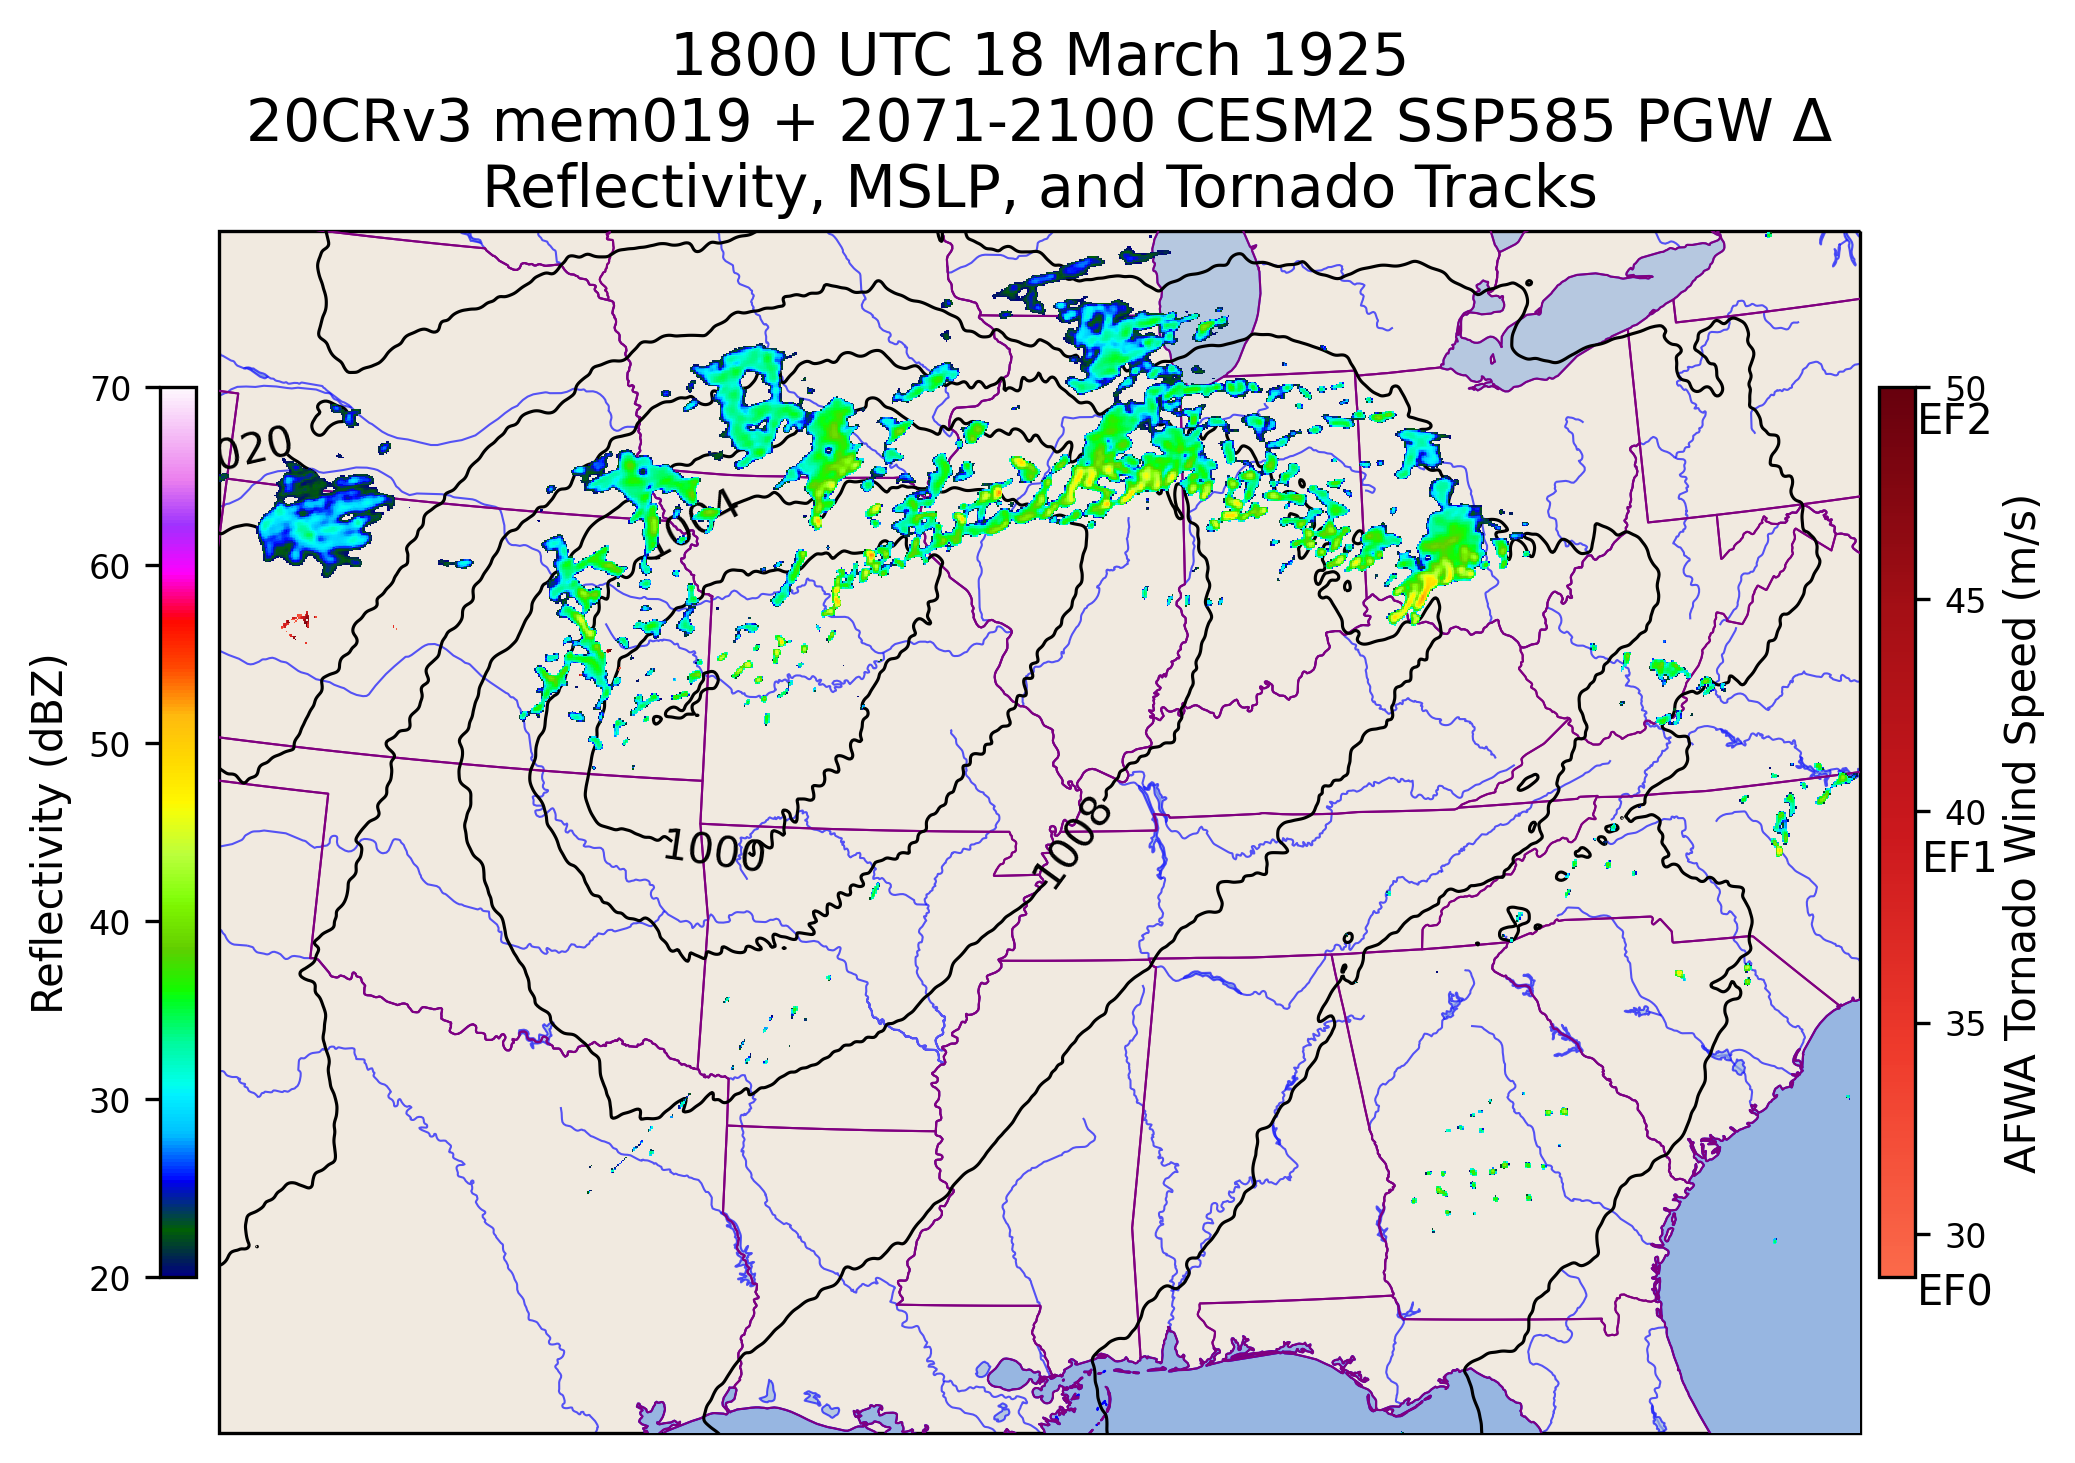 1800 UTC 18 March 1925
20CRv3 mem019 + 2071-2100 CESM2 SSP585 PGW Δ
Reflectivity, MSLP, and Tornado Tracks
70
60
50
40
30
20
Reflectivity (dBZ)
020
1004
1000
1008
50
EF2
45
40
EF1
35
30
EF0
AFWA Tornado Wind Speed (m/s)